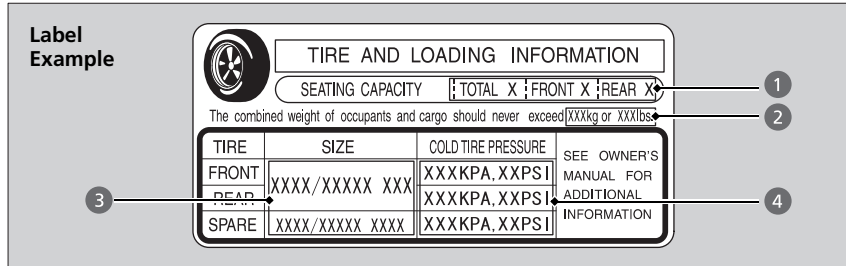 Label
Example
TIRE AND LOADING INFORMATION
SEATING CAPACITY TOTAL X FRONT X REAR X
1
The combined weight of occupants and cargo should never exceed XXXkg or XXXlbs.
2
TIRE SIZE COLD TIRE PRESSURE
SEE OWNER'S
MANUAL FOR
ADDITIONAL
INFORMATION
FRONT XXXX/XXXXX XXX XXXKPA,XXPSI
REAR XXXKPA,XXPSI
3
4
SPARE XXXX/XXXXX XXXX XXXKPA,XXPSI